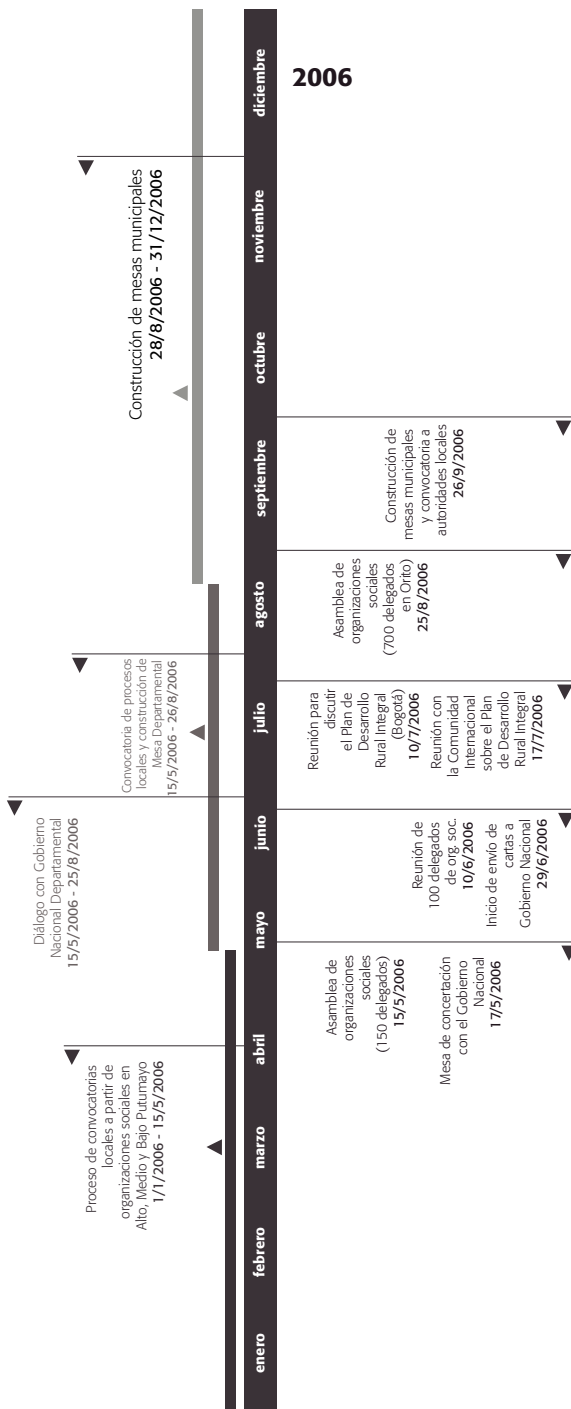 2006
enero
febrero
marzo
abril
mayo
junio
julio
agosto
septiembre
octubre
noviembre
diciembre
Proceso de convocatorias
locales a partir de
organizaciones sociales en
Alto, Medio y Bajo Putumayo
1/1/2006 - 15/5/2006
Diálogo con Gobierno
Nacional Departamental
15/5/2006 - 25/8/2006
Convocatoria de procesos
locales y construcción de
Mesa Departamental
15/5/2006 - 26/8/2006
Construcción de mesas municipales
28/8/2006 - 31/12/2006
Asamblea de
organizaciones
sociales
(150 delegados)
15/5/2006
Mesa de concertación
con el Gobierno
Nacional
17/5/2006
Reunión de
100 delegados
de org. soc.
10/6/2006
Inicio de envío de
cartas a
Gobierno Nacional
29/6/2006
Reunión para
discutir
el Plan de
Desarrollo
Rural Integral
(Bogotá)
10/7/2006
Reunión con
la Comunidad
Internacional
sobre el Plan
de Desarrollo
Rural Integral
17/7/2006
Asamblea de
organizaciones
sociales
(700 delegados
en Orito)
25/8/2006
Construcción de
mesas municipales
y convocatoria a
autoridades locales
26/9/2006